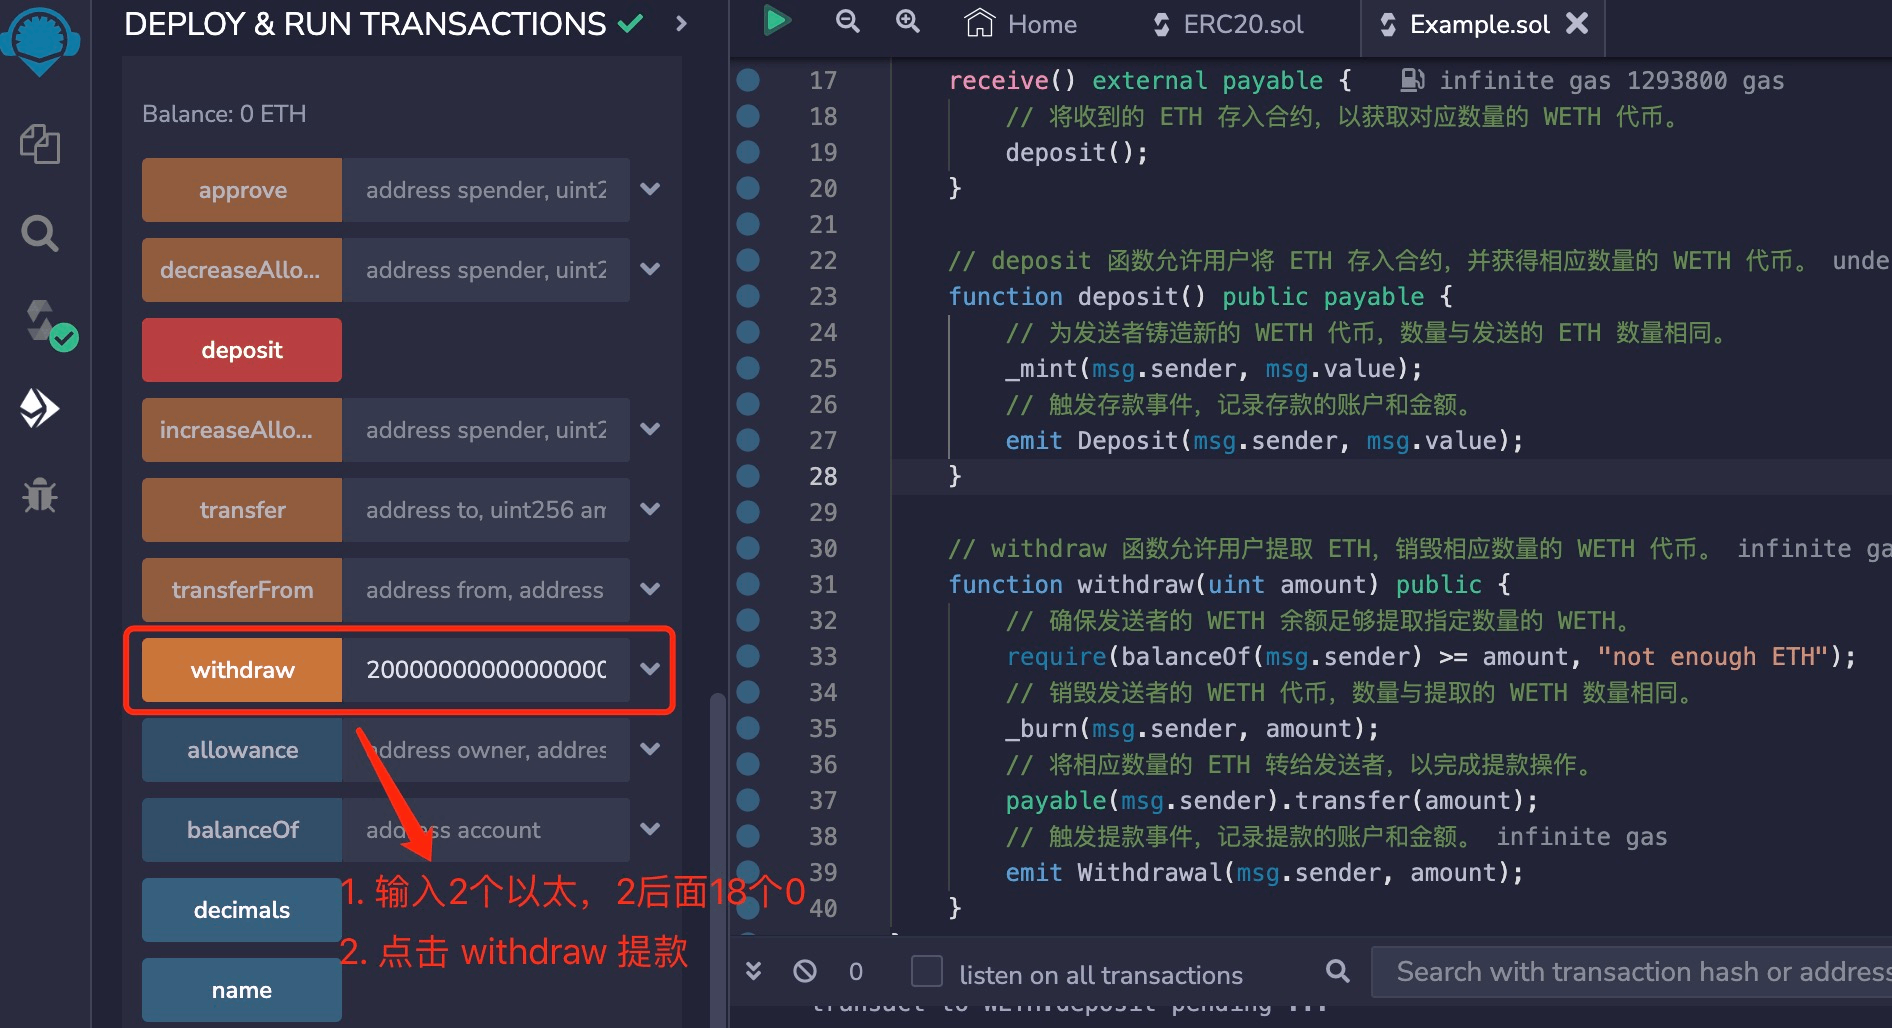 DEPLOY & RUN TRANSACTIONS
Balance: 0 ETH
approve address spender, uint2
decreaseAllo... address spender, uint2
deposit
increaseAllo... address spender, uint2
transfer address to, uint256 am
transferFrom address from, address
withdraw 20000000000000000
allowance address owner, addres
balanceOf address account
decimals
name
1. 输入2个以太，2后面18个0
2. 点击 withdraw 提款
Home ERC20.sol Example.sol
17 receive() external payable { infinite gas 1293800 gas
18 // 将收到的 ETH 存入合约，以获取对应数量的 WETH 代币。
19 deposit();
20 }
21
22 // deposit 函数允许用户将 ETH 存入合约，并获得相应数量的 WETH 代币。 unde
23 function deposit() public payable {
24 // 为发送者铸造新的 WETH 代币，数量与发送的 ETH 数量相同。
25 _mint(msg.sender, msg.value);
26 // 触发存款事件，记录存款的账户和金额。
27 emit Deposit(msg.sender, msg.value);
28 }
29
30 // withdraw 函数允许用户提取 ETH，销毁相应数量的 WETH 代币。 infinite ga
31 function withdraw(uint amount) public {
32 // 确保发送者的 WETH 余额足够提取指定数量的 WETH。
33 require(balanceOf(msg.sender) >= amount, "not enough ETH");
34 // 销毁发送者的 WETH 代币，数量与提取的 WETH 数量相同。
35 _burn(msg.sender, amount);
36 // 将相应数量的 ETH 转给发送者，以完成提款操作。
37 payable(msg.sender).transfer(amount);
38 // 触发提款事件，记录提款的账户和金额。 infinite gas
39 emit Withdrawal(msg.sender, amount);
40 }
0 listen on all transactions Search with transaction hash or address
transact to WETH.deposit pending ...